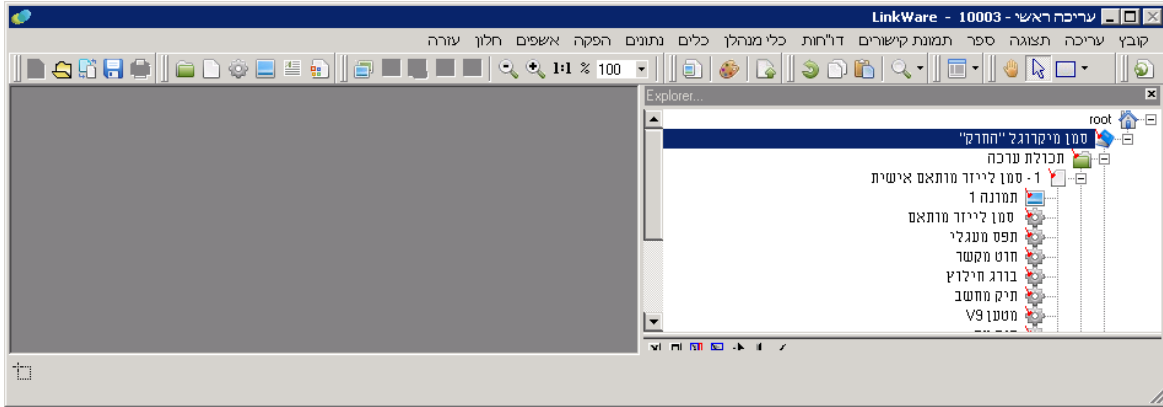 עריכה ראשי - 10003 - LinkWare
קובץ עריכה תצוגה ספר תמונת קישורים דו"חות כלי מנהלן כלים נתונים הפקה אשפים חלון עזרה
1:1 % 100
Explorer...
root
סמן מיקרוגל "החרק"
תכולת ערכה
1 - סמן לייזר מותאם אישית
תמונה 1
סמן לייזר מותאם
תפס מעגלי
חוט מקשר
בורג חילוץ
תיק מחשב
מטען V9